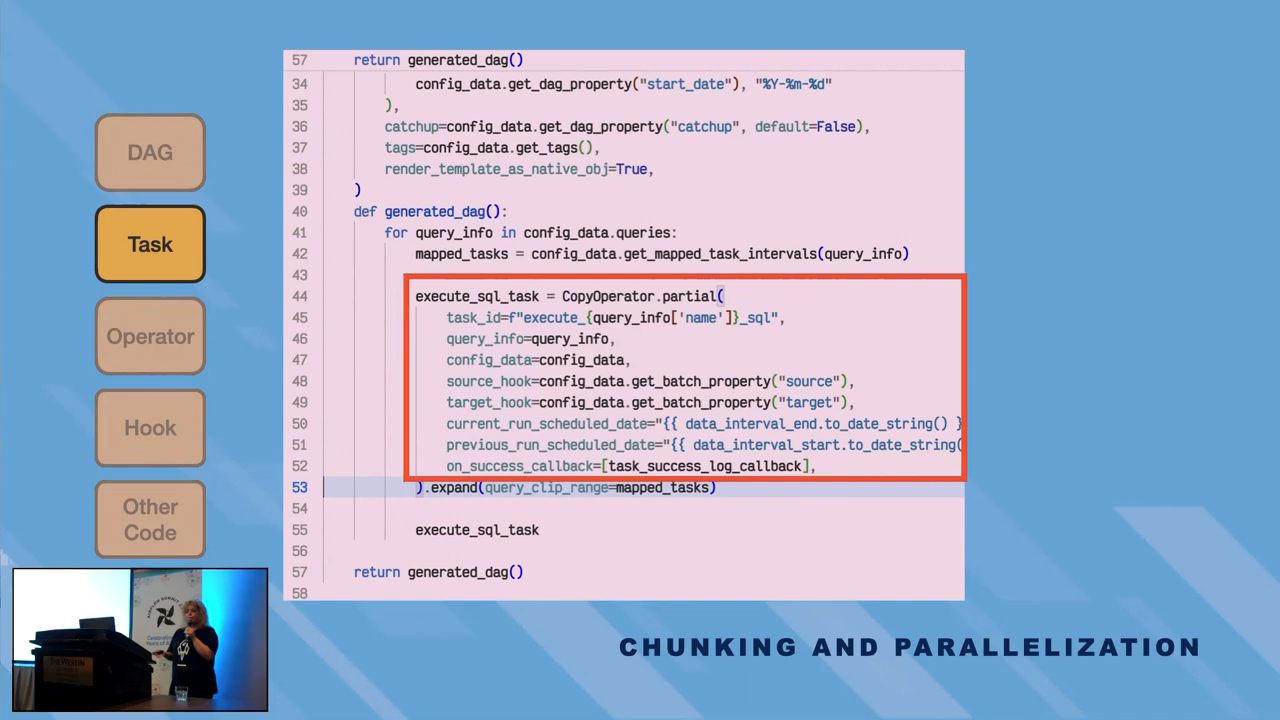 57 return generated_dag()
34 config_data.get_dag_property("start_date"), "%Y-%m-%d"
35 ),
36 catchup=config_data.get_dag_property("catchup", default=False),
37 tags=config_data.get_tags(),
38 render_template_as_native_obj=True,
39 )
40 def generated_dag():
41 for query_info in config_data.queries:
42 mapped_tasks = config_data.get_mapped_task_intervals(query_info)
43
44 execute_sql_task = CopyOperator.partial(
45 task_id=f"execute_{query_info['name']}_sql",
46 query_info=query_info,
47 config_data=config_data,
48 source_hook=config_data.get_batch_property("source"),
49 target_hook=config_data.get_batch_property("target"),
50 current_run_scheduled_date="{{ data_interval_end.to_date_string() }
51 previous_run_scheduled_date="{{ data_interval_start.to_date_string(
52 on_success_callback=[task_success_log_callback],
53 ).expand(query_clip_range=mapped_tasks)
54
55 execute_sql_task
56
57 return generated_dag()
58
DAG
Task
Operator
Hook
Other
Code
CHUNKING AND PARALLELIZATION
THE WESTIN